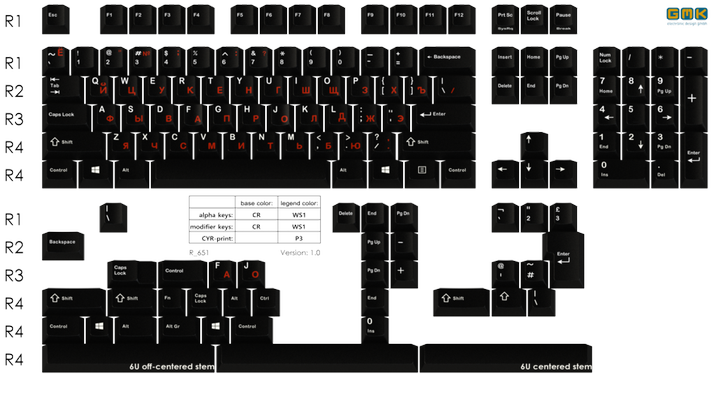 GMK
R1 Esc F1 F2 F3 F4 F5 F6 F7 F8 F9 F10 F11 F12 Prt Sc Scroll Lock Pause
SysRq Break
R1 ~ ` Ё ! 1 @ 2 # 3 № $ 4 ; % 5 ^ 6 : & 7 ? * 8 ( 9 ) 0 _ - + = Backspace Insert Home Pg Up Num Lock / * -
R2 Tab Q Й W Ц E У R К T Е Y Н U Г I Ш O Щ P З { [ Х } ] Ъ | \ / Delete End Pg Dn 7 Home 8 9 Pg Up +
R3 Caps Lock A Ф S Ы D В F А G П H Р J О K Л L Д : ; Ж " ' Э Enter 4 5 6
R4 Shift Z Я X Ч C С V М B И N Т M Ь < , Б > . Ю ? / . Shift 1 End 2 3 Pg Dn Enter
R4 Control Alt Alt Control 0 Ins . Del
R1 | \ Delete End Pg Dn ¬ ` " 2 £ 3
base color: legend color:
alpha keys: CR WS1
modifier keys: CR WS1
CYR-print: P3
R_651 Version: 1.0
R2 Backspace Pg Up - Enter
R3 Caps Lock Control F А J О Pg Dn + @ ' ~ #
R4 Shift Shift Fn Caps Lock Alt Ctrl End Shift | \
R4 Control Alt Alt Gr Control 0 Ins
R4 6U off-centered stem 6U centered stem